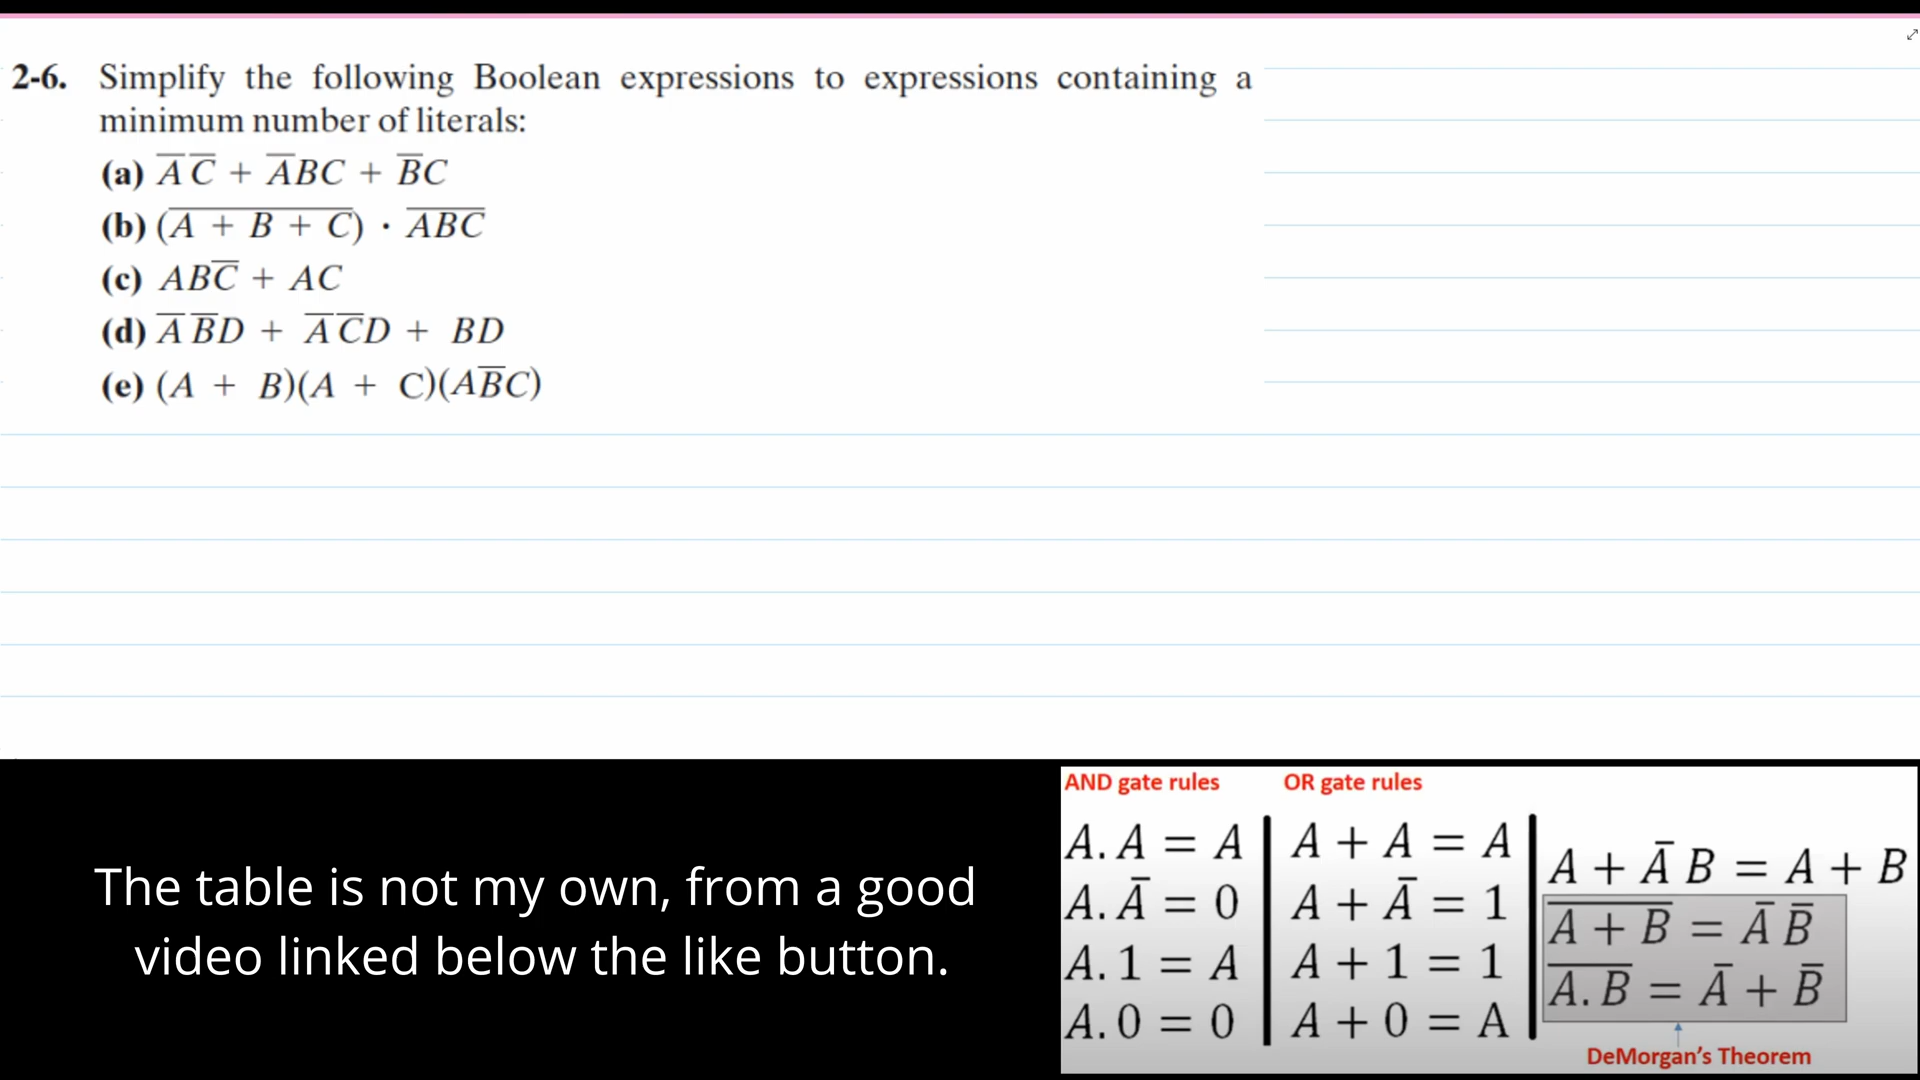 2-6. Simplify the following Boolean expressions to expressions containing a
minimum number of literals:
(a) A̅ C̅ + A̅BC + B̅C
(b) (A̅ ̅+̅ ̅B̅ ̅+̅ ̅C̅) · A̅B̅C̅
(c) ABC̅ + AC
(d) A̅ B̅D + A̅ C̅D + BD
(e) (A + B)(A + C)(AB̅C)
The table is not my own, from a good
video linked below the like button.
AND gate rules
A. A = A
A. A̅ = 0
A. 1 = A
A. 0 = 0
OR gate rules
A + A = A
A + A̅ = 1
A + 1 = 1
A + 0 = A
A + A̅ B = A + B
A̅ ̅+̅ ̅B̅ = A̅ B̅
A̅.̅ ̅B̅ = A̅ + B̅
DeMorgan's Theorem